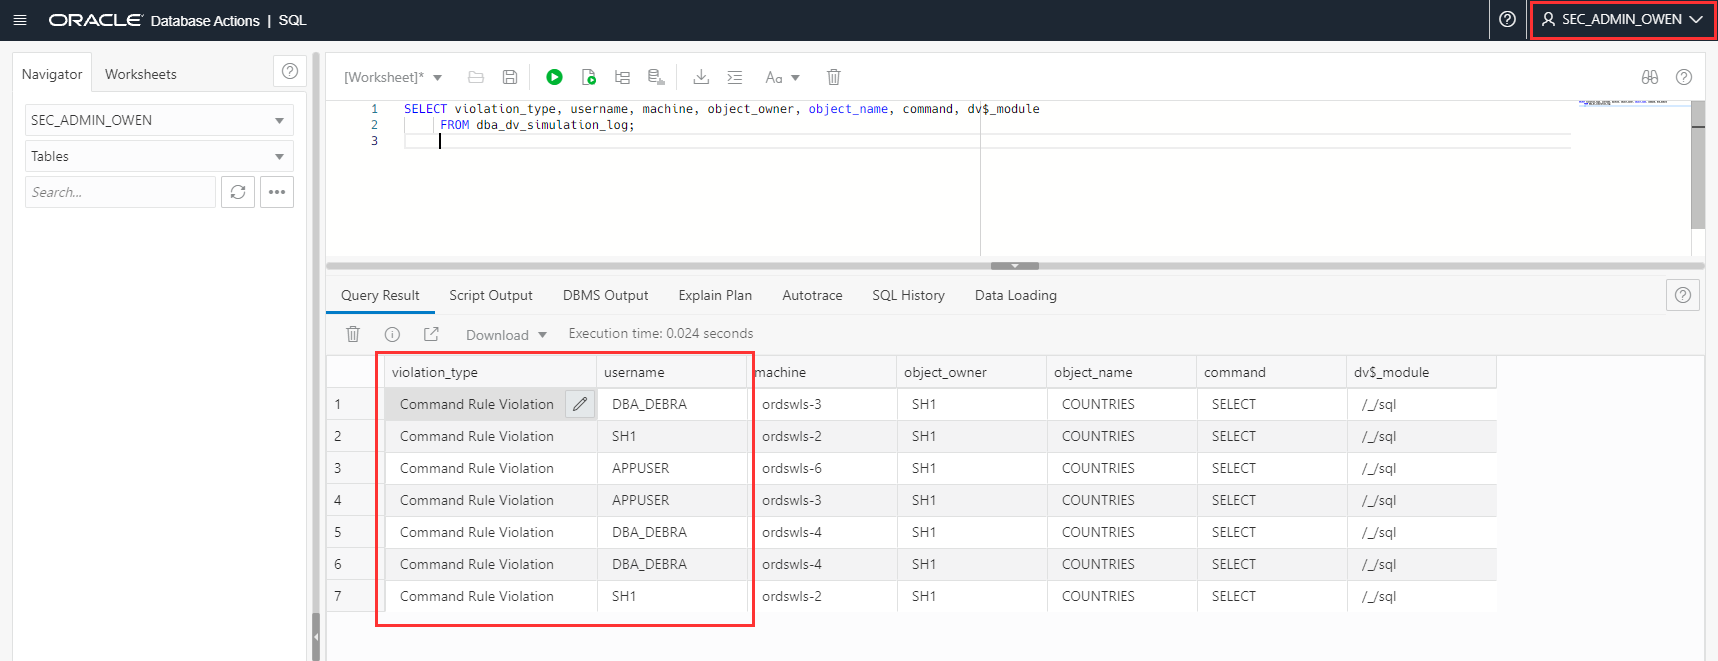 ORACLE Database Actions | SQL
SEC_ADMIN_OWEN
Navigator
Worksheets
SEC_ADMIN_OWEN
Tables
Search...
[Worksheet]*
Aa
1 SELECT violation_type, username, machine, object_owner, object_name, command, dv$_module
2 FROM dba_dv_simulation_log;
3
Query Result Script Output DBMS Output Explain Plan Autotrace SQL History Data Loading
Download Execution time: 0.024 seconds
violation_type username machine object_owner object_name command dv$_module
1 Command Rule Violation DBA_DEBRA ordswls-3 SH1 COUNTRIES SELECT /_/sql
2 Command Rule Violation SH1 ordswls-2 SH1 COUNTRIES SELECT /_/sql
3 Command Rule Violation APPUSER ordswls-6 SH1 COUNTRIES SELECT /_/sql
4 Command Rule Violation APPUSER ordswls-3 SH1 COUNTRIES SELECT /_/sql
5 Command Rule Violation DBA_DEBRA ordswls-4 SH1 COUNTRIES SELECT /_/sql
6 Command Rule Violation DBA_DEBRA ordswls-4 SH1 COUNTRIES SELECT /_/sql
7 Command Rule Violation SH1 ordswls-2 SH1 COUNTRIES SELECT /_/sql